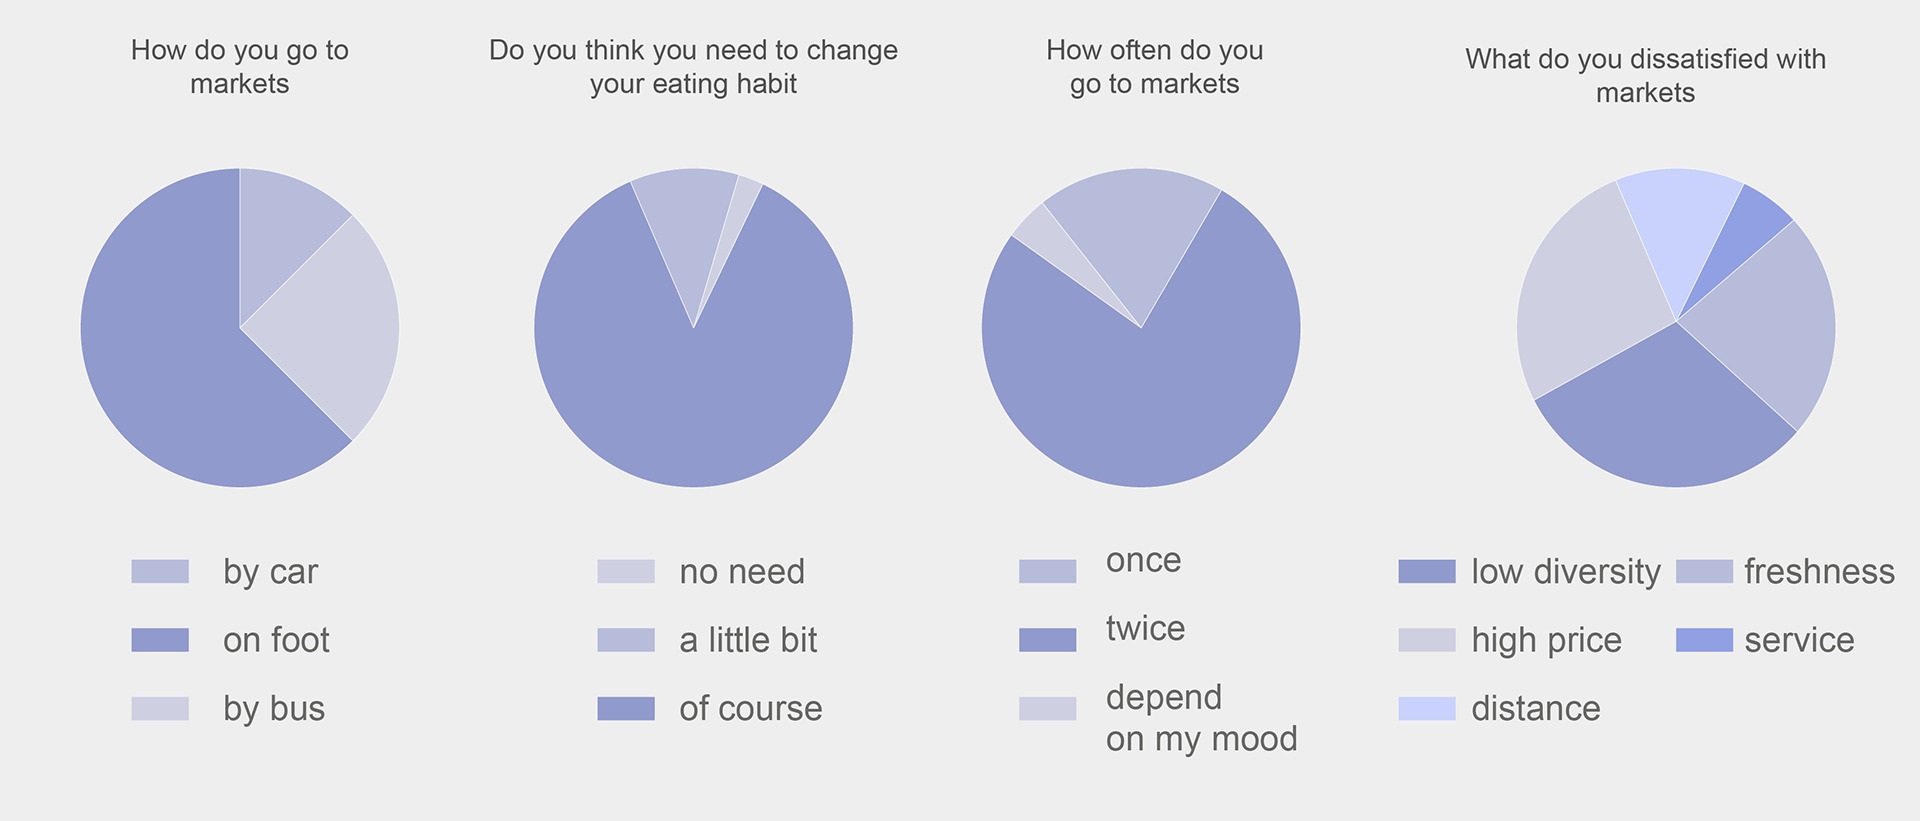 How do you go to
markets
Do you think you need to change
your eating habit
How often do you
go to markets
What do you dissatisfied with
markets
by car
on foot
by bus
no need
a little bit
of course
once
twice
depend
on my mood
low diversity
high price
distance
freshness
service